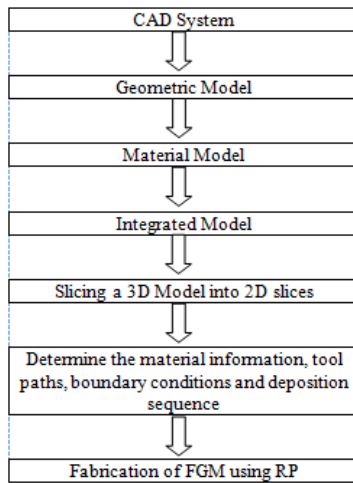 CAD System
Geometric Model
Material Model
Integrated Model
Slicing a 3D Model into 2D slices
Determine the material information, tool
paths, boundary conditions and deposition
sequence
Fabrication of FGM using RP